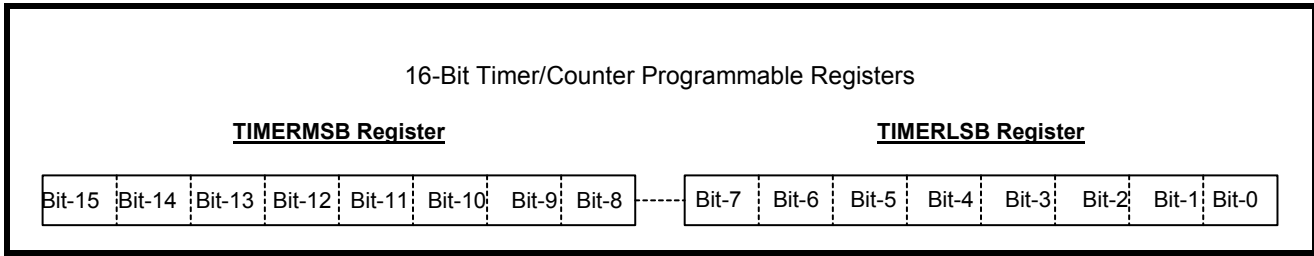 16-Bit Timer/Counter Programmable Registers
TIMERMSB Register TIMERLSB Register
Bit-15 Bit-14 Bit-13 Bit-12 Bit-11 Bit-10 Bit-9 Bit-8 Bit-7 Bit-6 Bit-5 Bit-4 Bit-3 Bit-2 Bit-1 Bit-0